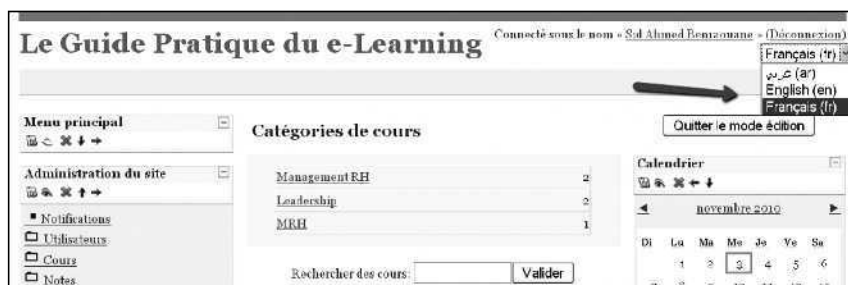 Le Guide Pratique du e-Learning
Connecté sous le nom « Sid Ahmed Benraouane » (Déconnexion)
Français (fr)
عربي (ar)
English (en)
Français (fr)
Quitter le mode édition
Menu principal
Administration du site
Notifications
Utilisateurs
Cours
Notes
Catégories de cours
Management RH 2
Leadership 2
MRH 1
Rechercher des cours: Valider
Calendrier
novembre 2010
Di Lu Ma Me Je Ve Sa
1 2 3 4 5 6